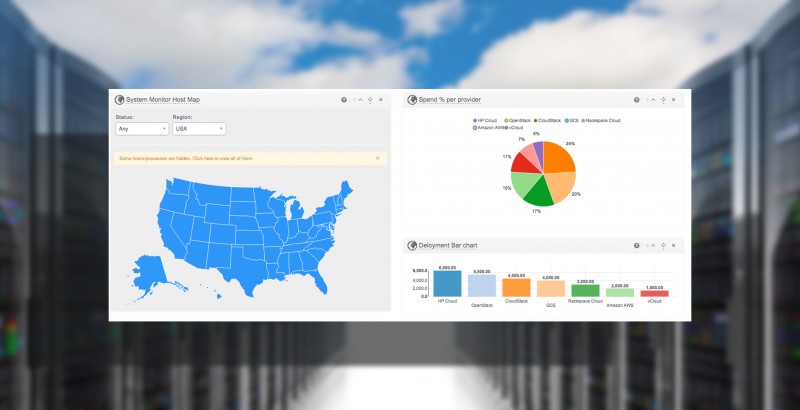 System Monitor Host Map
Status: Region:
Any USA
Some hosts/processes are hidden. Click here to view all of them.
Spend % per provider
HP Cloud OpenStack CloudStack GCE Rackspace Cloud
Amazon AWS vCloud
24%
20%
17%
15%
11%
7%
6%
Deloyment Bar chart
6,000.0
4,000.0
2,000.0
0.0
6,000.00
5,500.00
4,500.00
4,000.00
3,000.00
2,000.00
1,500.00
HP Cloud
OpenStack
CloudStack
GCE
Rackspace Cloud
Amazon AWS
vCloud